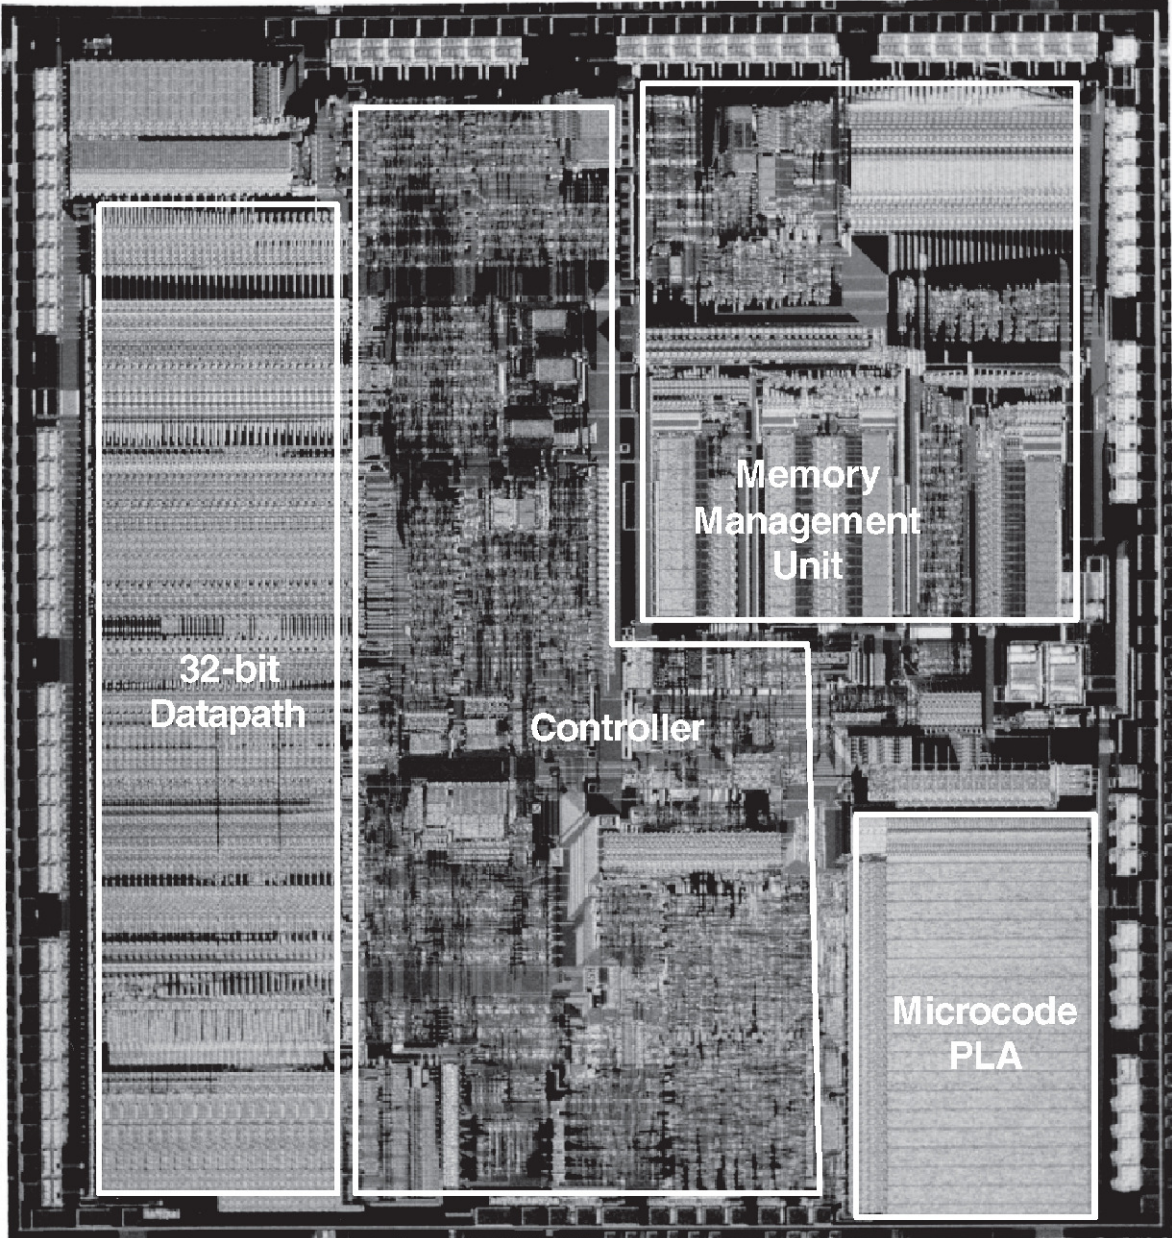 Memory
Management
Unit
32-bit
Datapath
Controller
Microcode
PLA